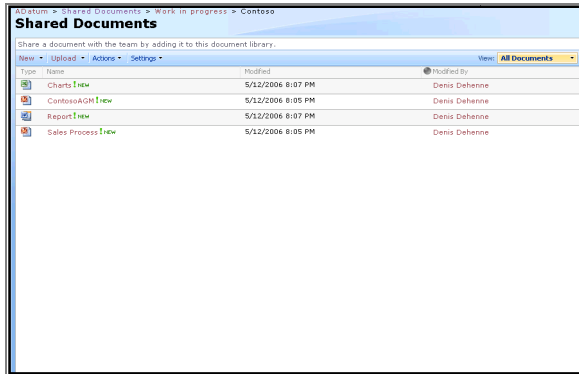 ADatum > Shared Documents > Work in progress > Contoso
Shared Documents
Share a document with the team by adding it to this document library.
New Upload Actions Settings View: All Documents
Type Name Modified Modified By
Charts ! NEW 5/12/2006 8:07 PM Denis Dehenne
ContosoAGM ! NEW 5/12/2006 8:05 PM Denis Dehenne
Report ! NEW 5/12/2006 8:07 PM Denis Dehenne
Sales Process ! NEW 5/12/2006 8:05 PM Denis Dehenne